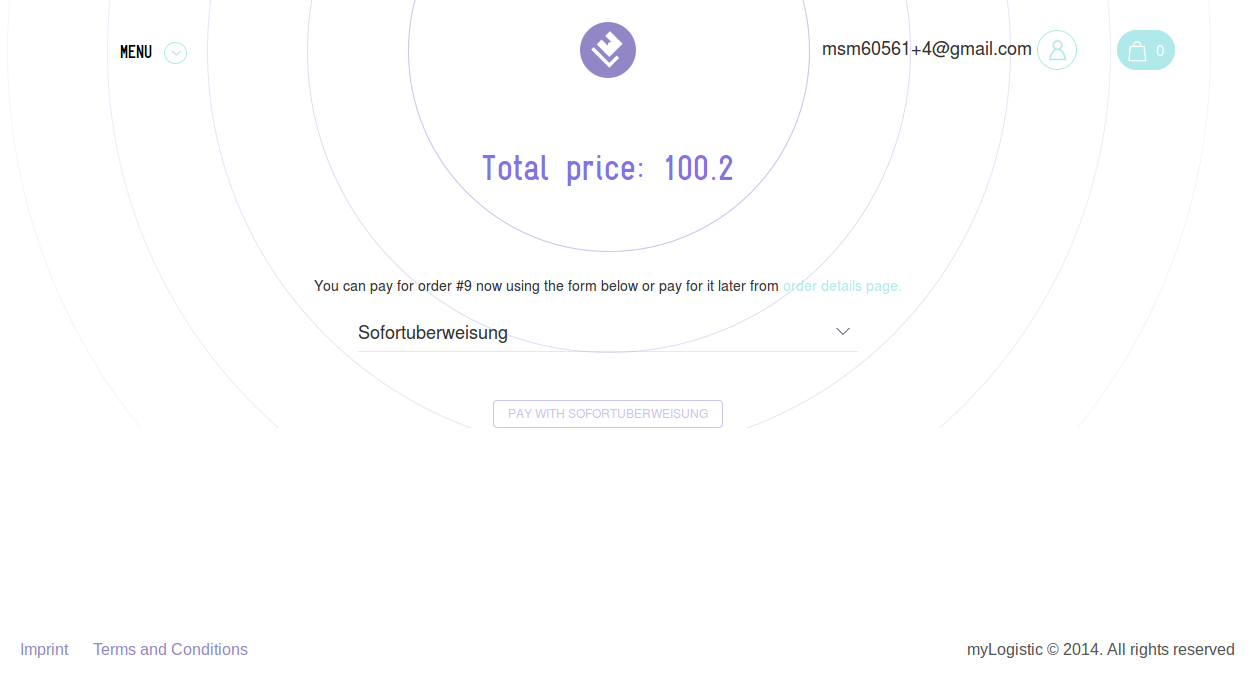 MENU
msm60561+4@gmail.com
0
Total price: 100.2
You can pay for order #9 now using the form below or pay for it later from order details page.
Sofortuberweisung
PAY WITH SOFORTUBERWEISUNG
Imprint
Terms and Conditions
myLogistic © 2014. All rights reserved